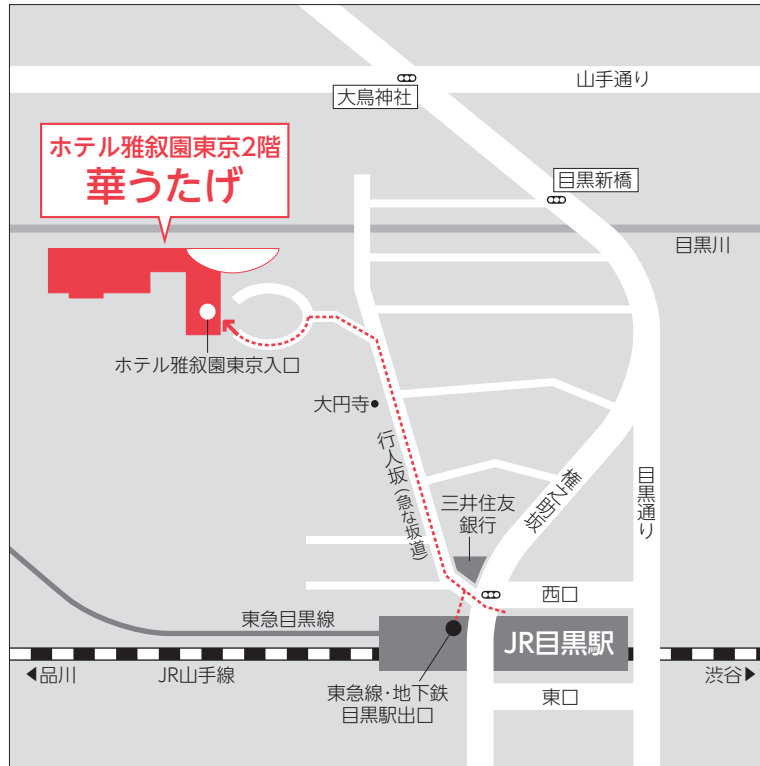 山手通り
大鳥神社
ホテル雅叙園東京2階
華うたげ
目黒新橋
目黒川
ホテル雅叙園東京入口
大円寺
行人坂(急な坂道)
三井住友
銀行
権之助坂
目黒通り
西口
東急目黒線
JR目黒駅
◀品川
JR山手線
渋谷▶
東急線・地下鉄
目黒駅出口
東口